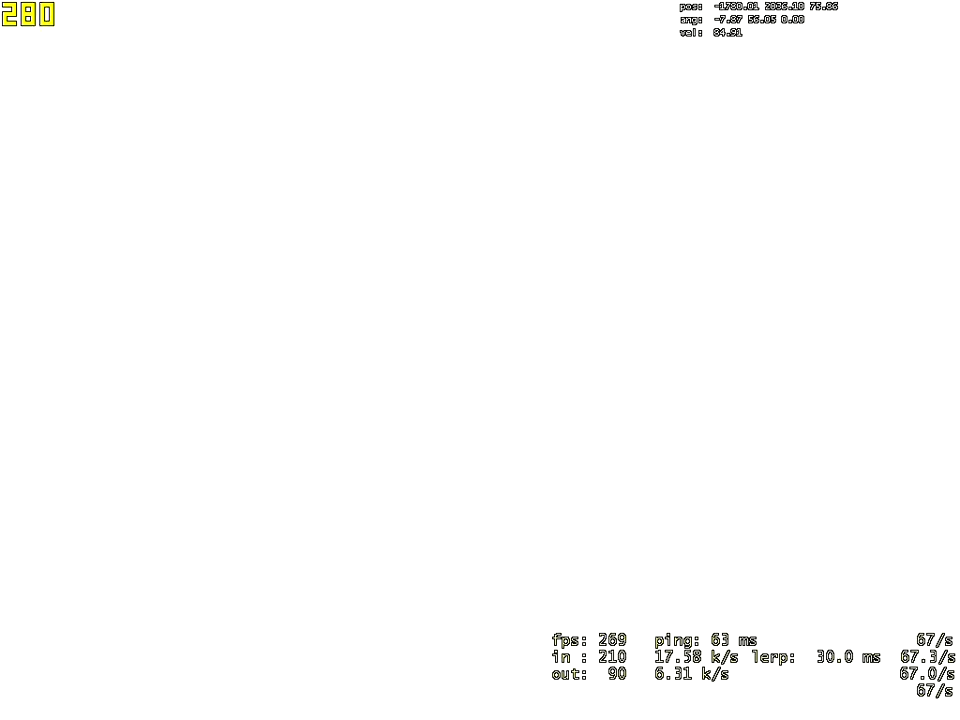 280
pos: -1780.01 2036.10 75.06
ang: -7.87 56.05 0.00
vel: 84.91
fps: 269 ping: 63 ms 67/s
in : 210 17.58 k/s lerp: 30.0 ms 67.3/s
out: 90 6.31 k/s 67.0/s
67/s